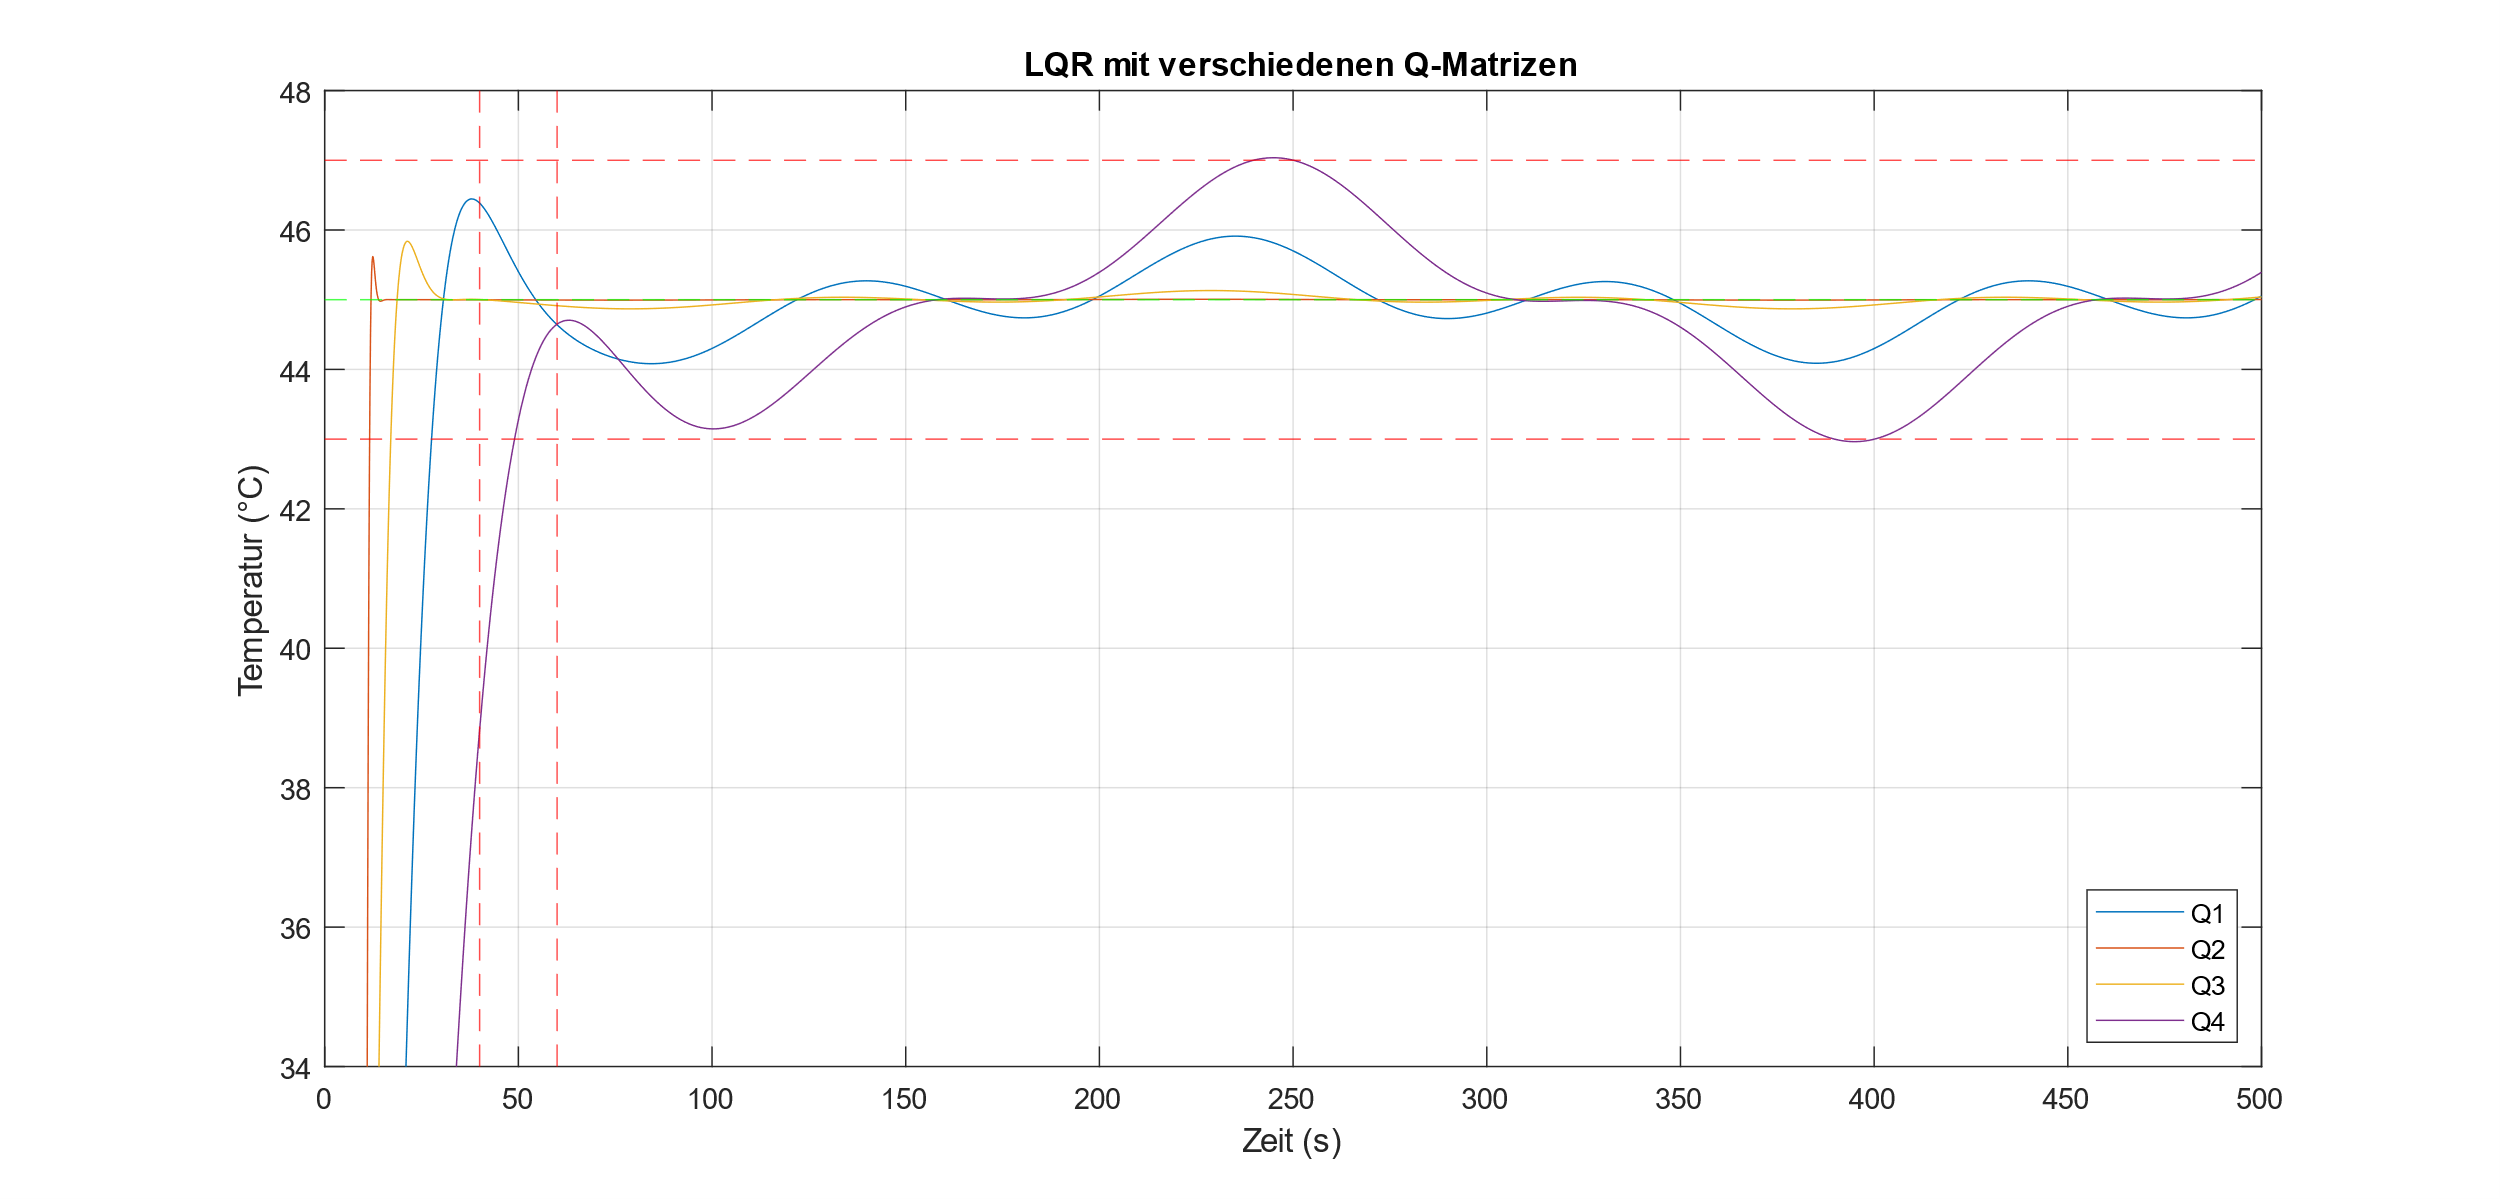 LQR mit verschiedenen Q-Matrizen
48
46
44
42
40
38
36
34
Temperatur (°C)
0 50 100 150 200 250 300 350 400 450 500
Zeit (s)
Q1
Q2
Q3
Q4